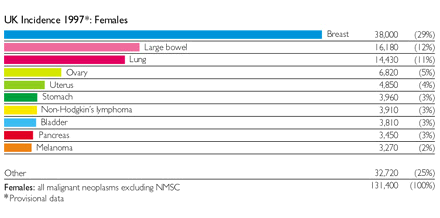 UK Incidence 1997*: Females
Breast 38,000 (29%)
Large bowel 16,180 (12%)
Lung 14,430 (11%)
Ovary 6,820 (5%)
Uterus 4,850 (4%)
Stomach 3,960 (3%)
Non-Hodgkin's lymphoma 3,910 (3%)
Bladder 3,810 (3%)
Pancreas 3,450 (3%)
Melanoma 3,270 (2%)
Other 32,720 (25%)
Females: all malignant neoplasms excluding NMSC 131,400 (100%)
*Provisional data